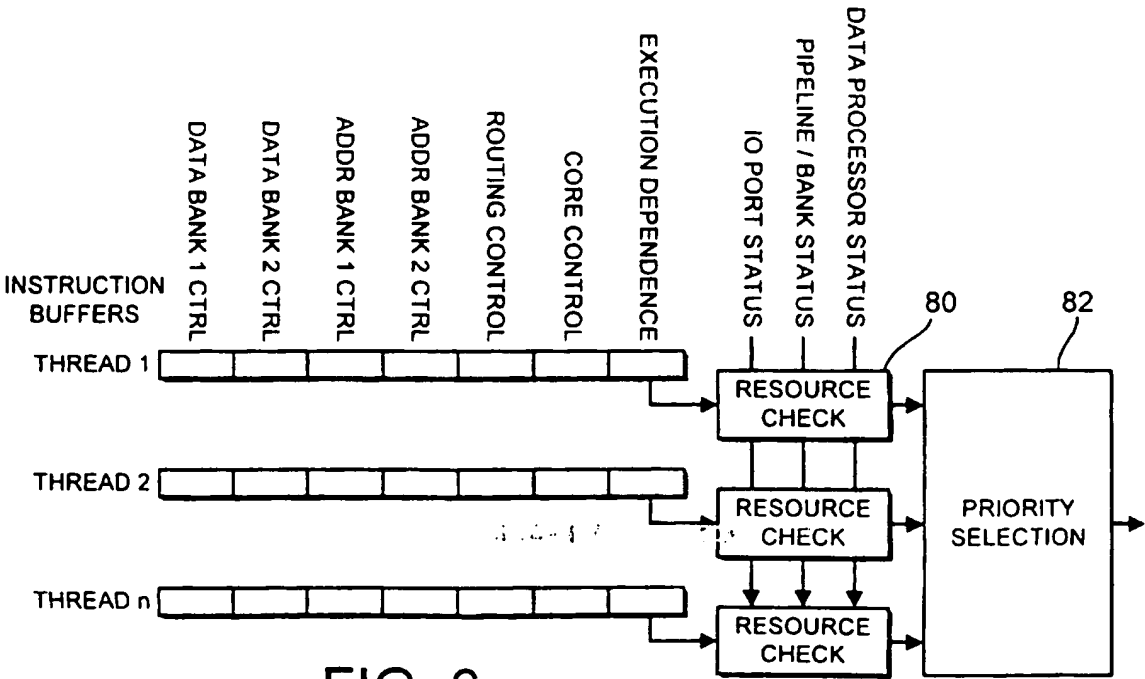 DATA BANK 1 CTRL
DATA BANK 2 CTRL
ADDR BANK 1 CTRL
ADDR BANK 2 CTRL
ROUTING CONTROL
CORE CONTROL
EXECUTION DEPENDENCE
IO PORT STATUS
PIPELINE / BANK STATUS
DATA PROCESSOR STATUS
INSTRUCTION
BUFFERS
80
82
THREAD 1
RESOURCE
CHECK
THREAD 2
RESOURCE
CHECK
PRIORITY
SELECTION
THREAD n
RESOURCE
CHECK